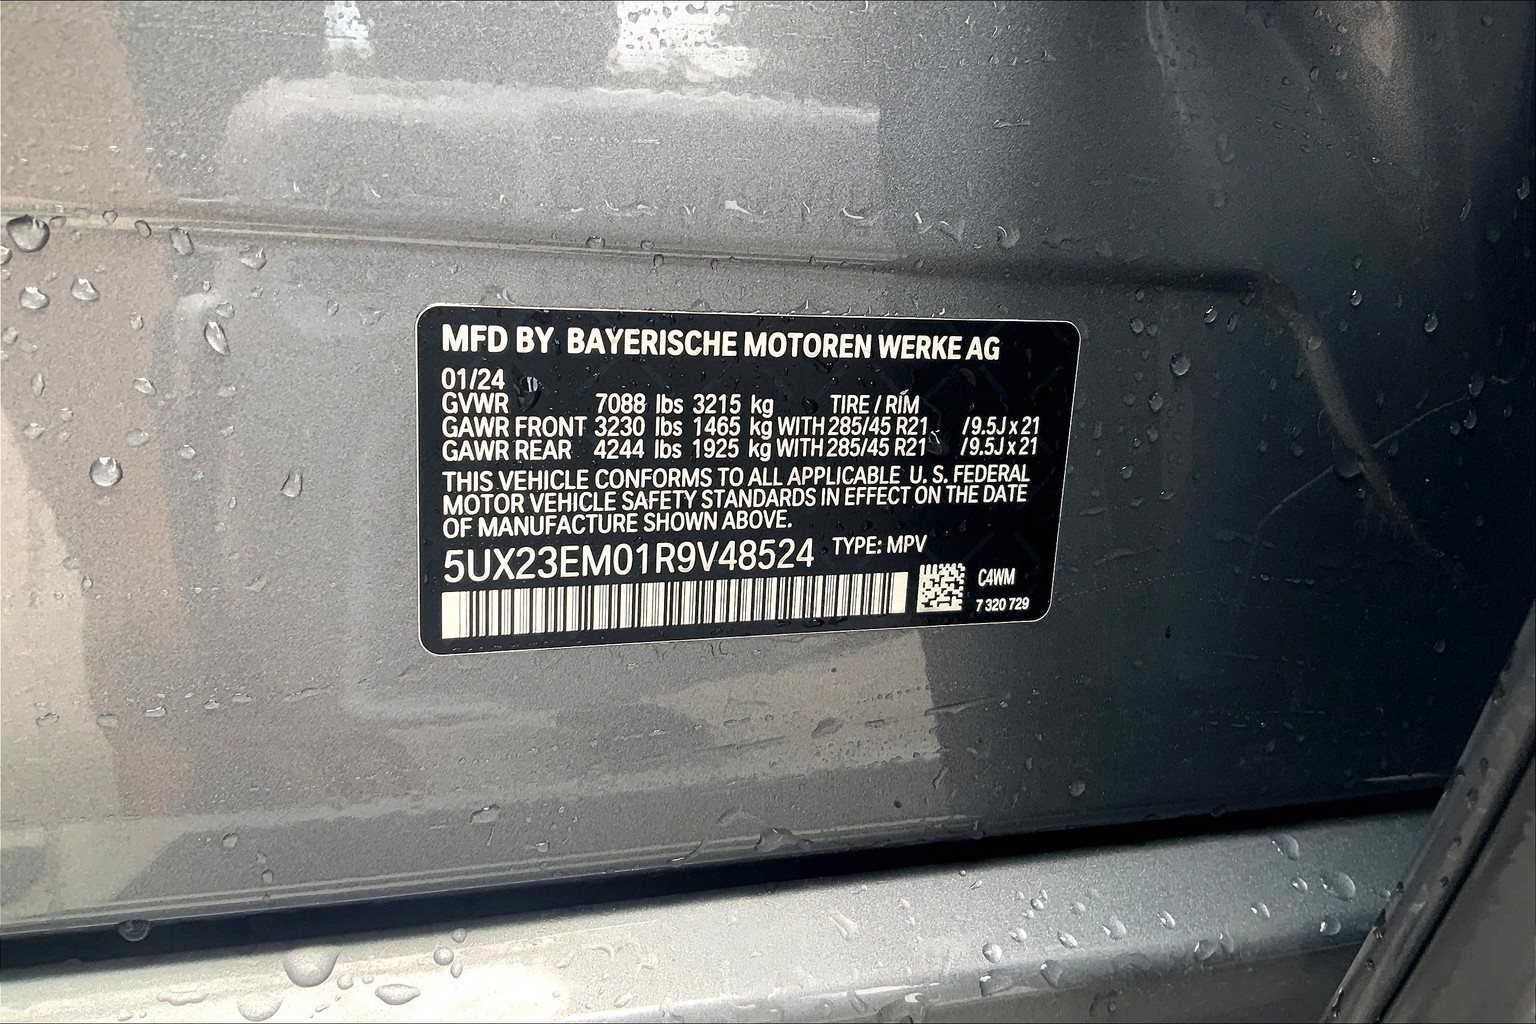 MFD BY BAYERISCHE MOTOREN WERKE AG
01/24
GVWR 7088 lbs 3215 kg TIRE / RIM
GAWR FRONT 3230 lbs 1465 kg WITH 285/45 R21 /9.5J x 21
GAWR REAR 4244 lbs 1925 kg WITH 285/45 R21 /9.5J x 21
THIS VEHICLE CONFORMS TO ALL APPLICABLE U. S. FEDERAL
MOTOR VEHICLE SAFETY STANDARDS IN EFFECT ON THE DATE
OF MANUFACTURE SHOWN ABOVE.
5UX23EM01R9V48524 TYPE: MPV
C4WM
7 320 729